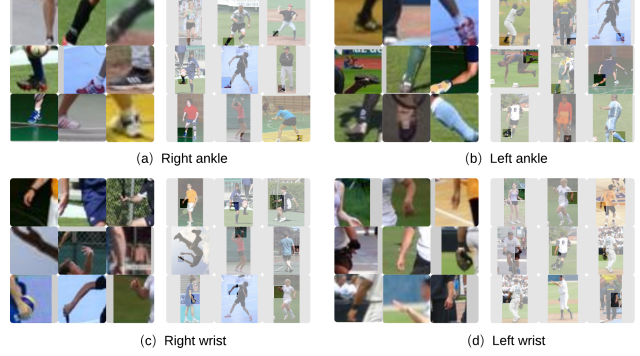 (a) Right ankle
(b) Left ankle
(c) Right wrist
(d) Left wrist